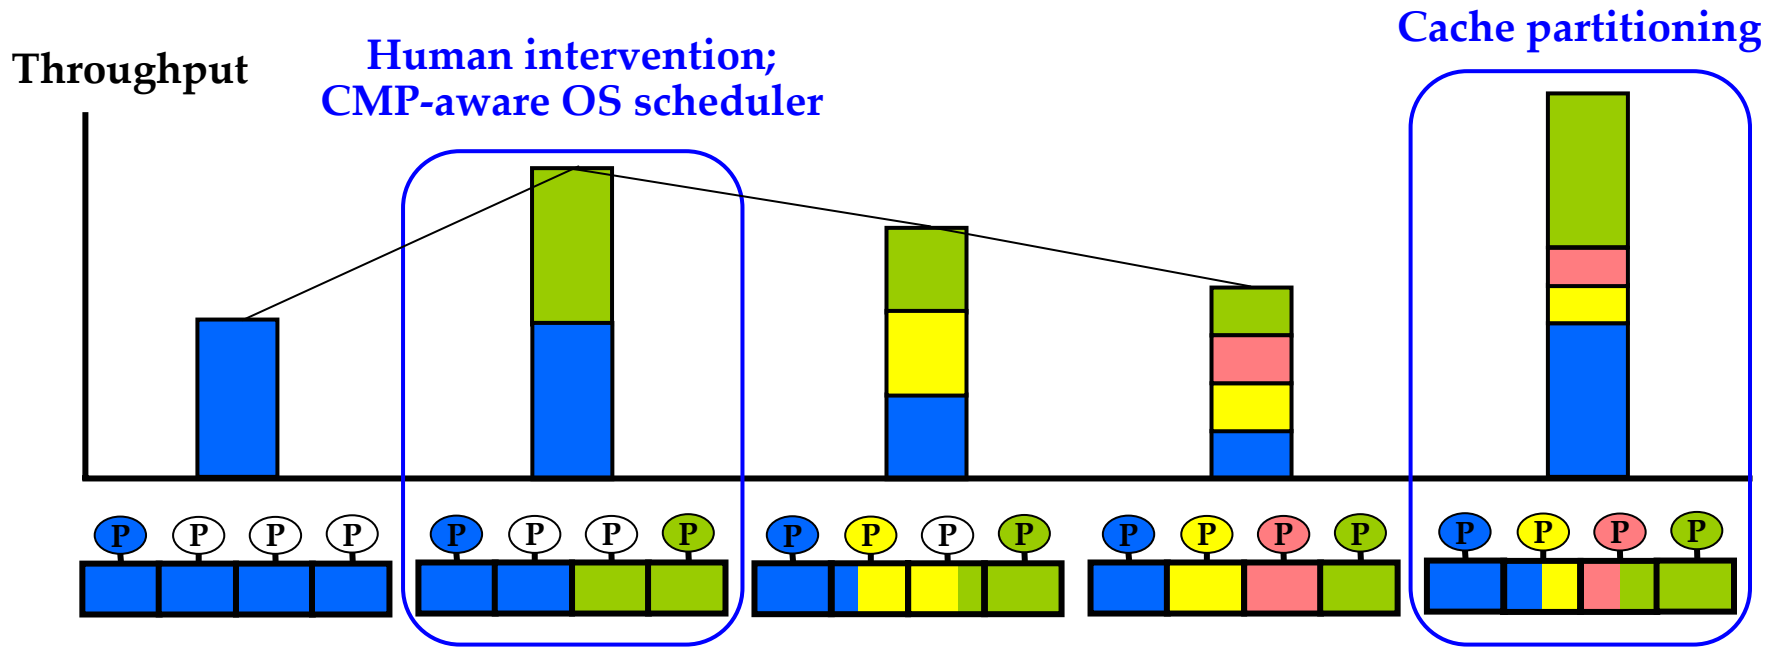 Cache partitioning
Human intervention;
CMP-aware OS scheduler
Throughput
P P P P
P P P P
P P P P
P P P P
P P P P